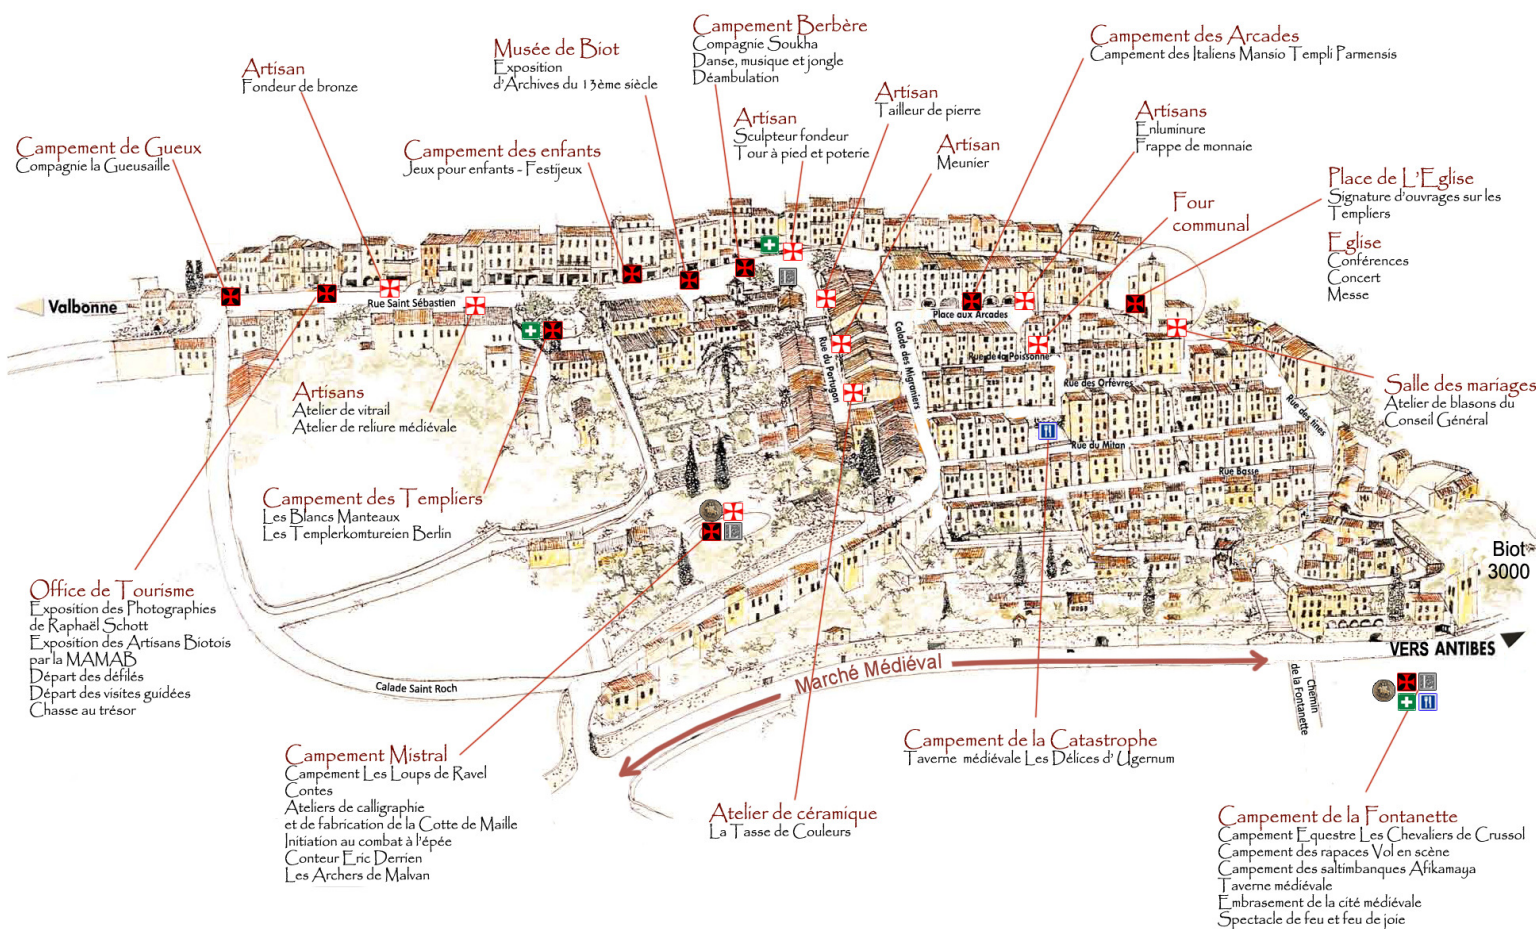 Campement de Gueux
Compagnie la Gueusaille
Artisan
Fondeur de bronze
Musée de Biot
Exposition
d'Archives du 13ème siècle
Campement des enfants
Jeux pour enfants - Festijeux
Campement Berbère
Compagnie Soukha
Danse, musique et jongle
Déambulation
Artisan
Sculpteur fondeur
Tour à pied et poterie
Artisan
Tailleur de pierre
Artisan
Meunier
Campement des Arcades
Campement des Italiens Mansio Templi Parmensis
Artisans
Enluminure
Frappe de monnaie
Four
communal
Place de L'Eglise
Signature d'ouvrages sur les
Templiers
Eglise
Conférences
Concert
Messe
Valbonne
Rue Saint Sébastien
Place aux Arcades
Rue de la Poissonne
Rue des Orfèvres
Rue du Portugon
Calade des Migraniers
Rue des Tines
Rue du Mitan
Rue Basse
Salle des mariages
Atelier de blasons du
Conseil Général
Artisans
Atelier de vitrail
Atelier de reliure médiévale
Campement des Templiers
Les Blancs Manteaux
Les Templerkomtureien Berlin
Office de Tourisme
Exposition des Photographies
de Raphaël Schott
Exposition des Artisans Biotois
par la MAMAB
Départ des défilés
Départ des visites guidées
Chasse au trésor
Biot
3000
VERS ANTIBES
Marché Médiéval
Calade Saint Roch
Chemin
de la Fontanette
Campement Mistral
Campement Les Loups de Ravel
Contes
Ateliers de calligraphie
et de fabrication de la Cotte de Maille
Initiation au combat à l'épée
Conteur Eric Derrien
Les Archers de Malvan
Atelier de céramique
La Tasse de Couleurs
Campement de la Catastrophe
Taverne médiévale Les Délices d' Ugernum
Campement de la Fontanette
Campement Equestre Les Chevaliers de Crussol
Campement des rapaces Vol en scène
Campement des saltimbanques Afikamaya
Taverne médiévale
Embrasement de la cité médiévale
Spectacle de feu et feu de joie